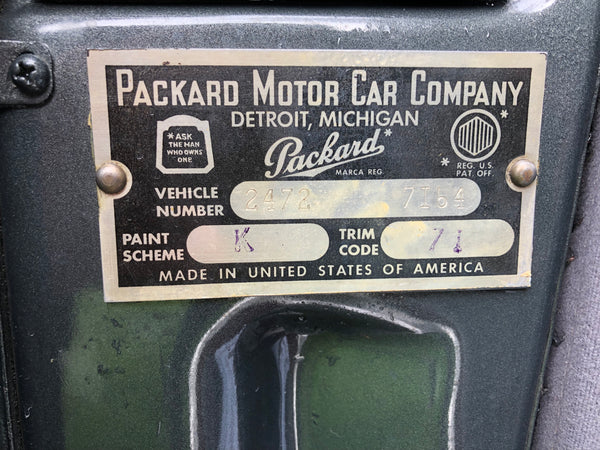 PACKARD MOTOR CAR COMPANY
DETROIT, MICHIGAN
"ASK
THE MAN
WHO OWNS
ONE"
Packard
MARCA REG.
REG. U.S.
PAT. OFF.
VEHICLE NUMBER 2472 - 7154
PAINT SCHEME K TRIM CODE 71
MADE IN UNITED STATES OF AMERICA